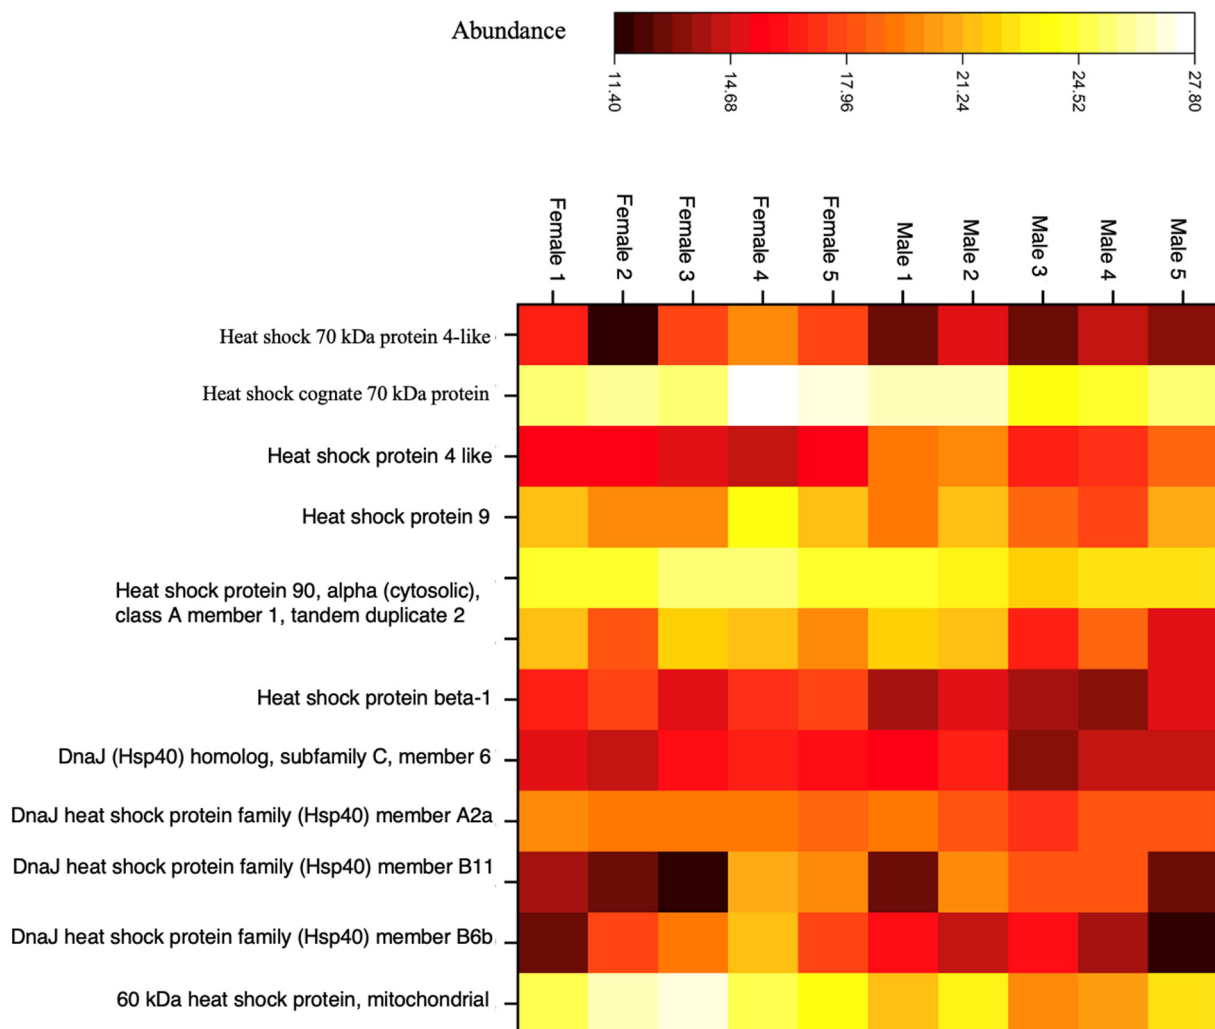 Abundance
11.40
14.68
17.96
21.24
24.52
27.80
Female 1
Female 2
Female 3
Female 4
Female 5
Male 1
Male 2
Male 3
Male 4
Male 5
Heat shock 70 kDa protein 4-like
Heat shock cognate 70 kDa protein
Heat shock protein 4 like
Heat shock protein 9
Heat shock protein 90, alpha (cytosolic),
class A member 1, tandem duplicate 2
Heat shock protein beta-1
DnaJ (Hsp40) homolog, subfamily C, member 6
DnaJ heat shock protein family (Hsp40) member A2a
DnaJ heat shock protein family (Hsp40) member B11
DnaJ heat shock protein family (Hsp40) member B6b
60 kDa heat shock protein, mitochondrial